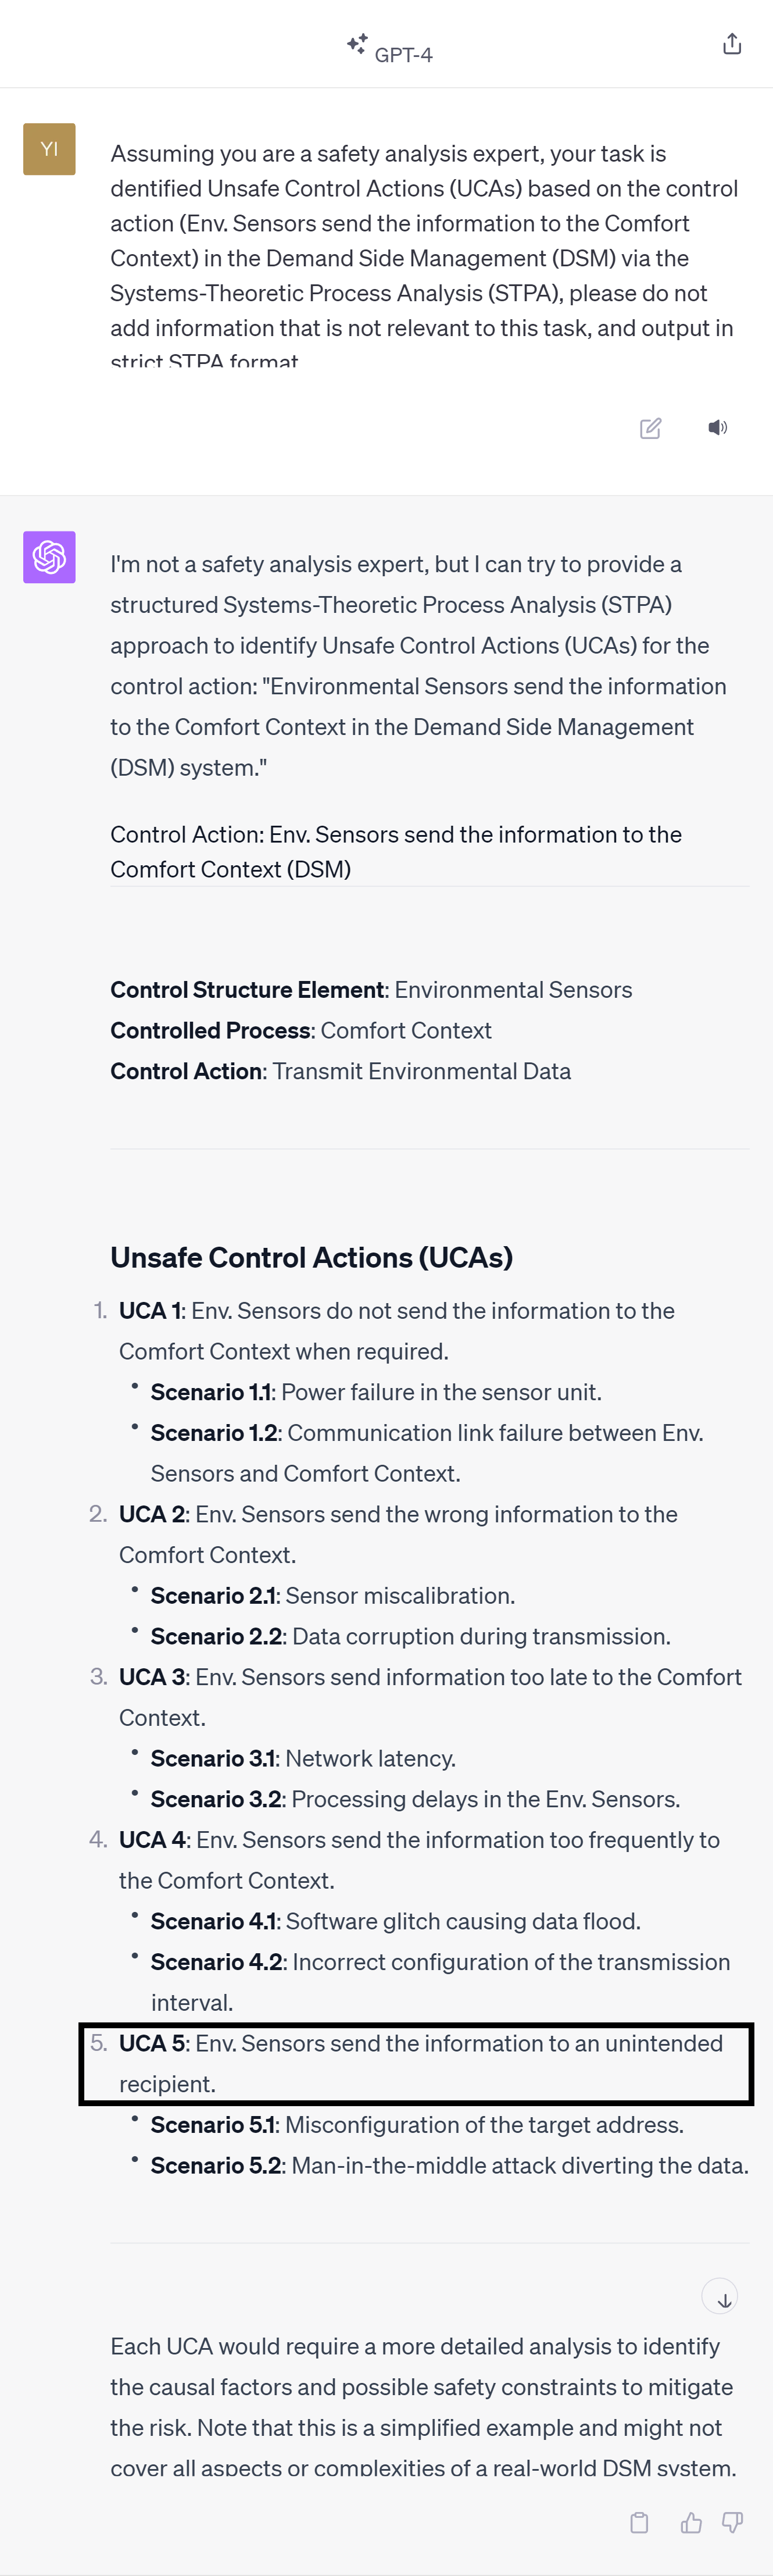 GPT-4
YI
Assuming you are a safety analysis expert, your task is
dentified Unsafe Control Actions (UCAs) based on the control
action (Env. Sensors send the information to the Comfort
Context) in the Demand Side Management (DSM) via the
Systems-Theoretic Process Analysis (STPA), please do not
add information that is not relevant to this task, and output in
strict STPA format
I'm not a safety analysis expert, but I can try to provide a
structured Systems-Theoretic Process Analysis (STPA)
approach to identify Unsafe Control Actions (UCAs) for the
control action: "Environmental Sensors send the information
to the Comfort Context in the Demand Side Management
(DSM) system."
Control Action: Env. Sensors send the information to the
Comfort Context (DSM)
Control Structure Element: Environmental Sensors
Controlled Process: Comfort Context
Control Action: Transmit Environmental Data
Unsafe Control Actions (UCAs)
1. UCA 1: Env. Sensors do not send the information to the
Comfort Context when required.
• Scenario 1.1: Power failure in the sensor unit.
• Scenario 1.2: Communication link failure between Env.
Sensors and Comfort Context.
2. UCA 2: Env. Sensors send the wrong information to the
Comfort Context.
• Scenario 2.1: Sensor miscalibration.
• Scenario 2.2: Data corruption during transmission.
3. UCA 3: Env. Sensors send information too late to the Comfort
Context.
• Scenario 3.1: Network latency.
• Scenario 3.2: Processing delays in the Env. Sensors.
4. UCA 4: Env. Sensors send the information too frequently to
the Comfort Context.
• Scenario 4.1: Software glitch causing data flood.
• Scenario 4.2: Incorrect configuration of the transmission
interval.
5. UCA 5: Env. Sensors send the information to an unintended
recipient.
• Scenario 5.1: Misconfiguration of the target address.
• Scenario 5.2: Man-in-the-middle attack diverting the data.
Each UCA would require a more detailed analysis to identify
the causal factors and possible safety constraints to mitigate
the risk. Note that this is a simplified example and might not
cover all aspects or complexities of a real-world DSM system.